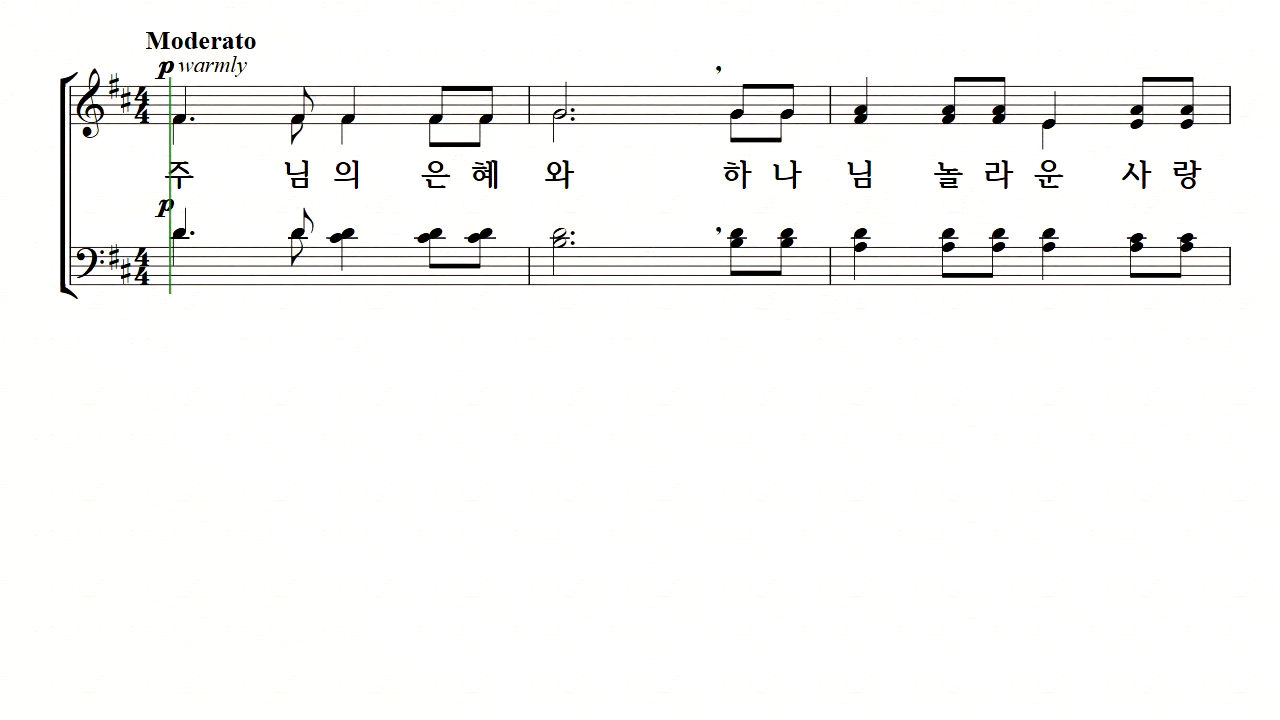 Moderato
p warmly
주 님 의 은 혜 와 하 나 님 놀 라 운 사 랑
p